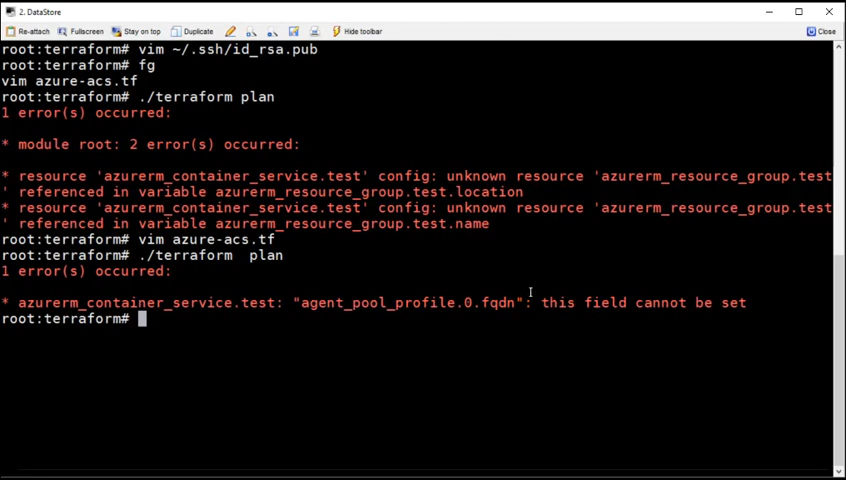 2. DataStore
Re-attach Fullscreen Stay on top Duplicate Hide toolbar Close
root:terraform# vim ~/.ssh/id_rsa.pub
root:terraform# fg
vim azure-acs.tf
root:terraform# ./terraform plan
1 error(s) occurred:
* module root: 2 error(s) occurred:
* resource 'azurerm_container_service.test' config: unknown resource 'azurerm_resource_group.test
' referenced in variable azurerm_resource_group.test.location
* resource 'azurerm_container_service.test' config: unknown resource 'azurerm_resource_group.test
' referenced in variable azurerm_resource_group.test.name
root:terraform# vim azure-acs.tf
root:terraform# ./terraform  plan
1 error(s) occurred:
* azurerm_container_service.test: "agent_pool_profile.0.fqdn": this field cannot be set
root:terraform#